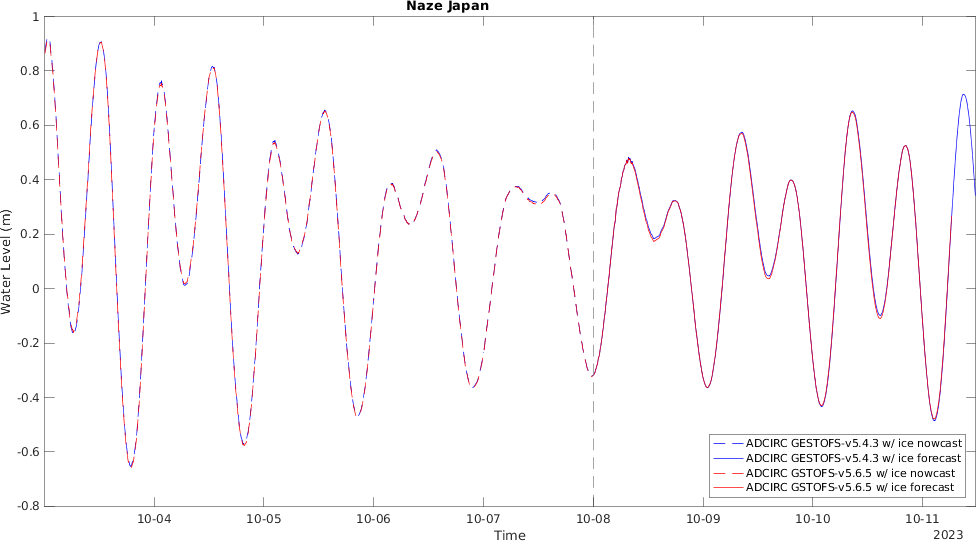 Naze Japan
Water Level (m)
1
0.8
0.6
0.4
0.2
0
-0.2
-0.4
-0.6
-0.8
10-04 10-05 10-06 10-07 10-08 10-09 10-10 10-11
Time
2023
ADCIRC GESTOFS-v5.4.3 w/ ice nowcast
ADCIRC GESTOFS-v5.4.3 w/ ice forecast
ADCIRC GSTOFS-v5.6.5 w/ ice nowcast
ADCIRC GSTOFS-v5.6.5 w/ ice forecast